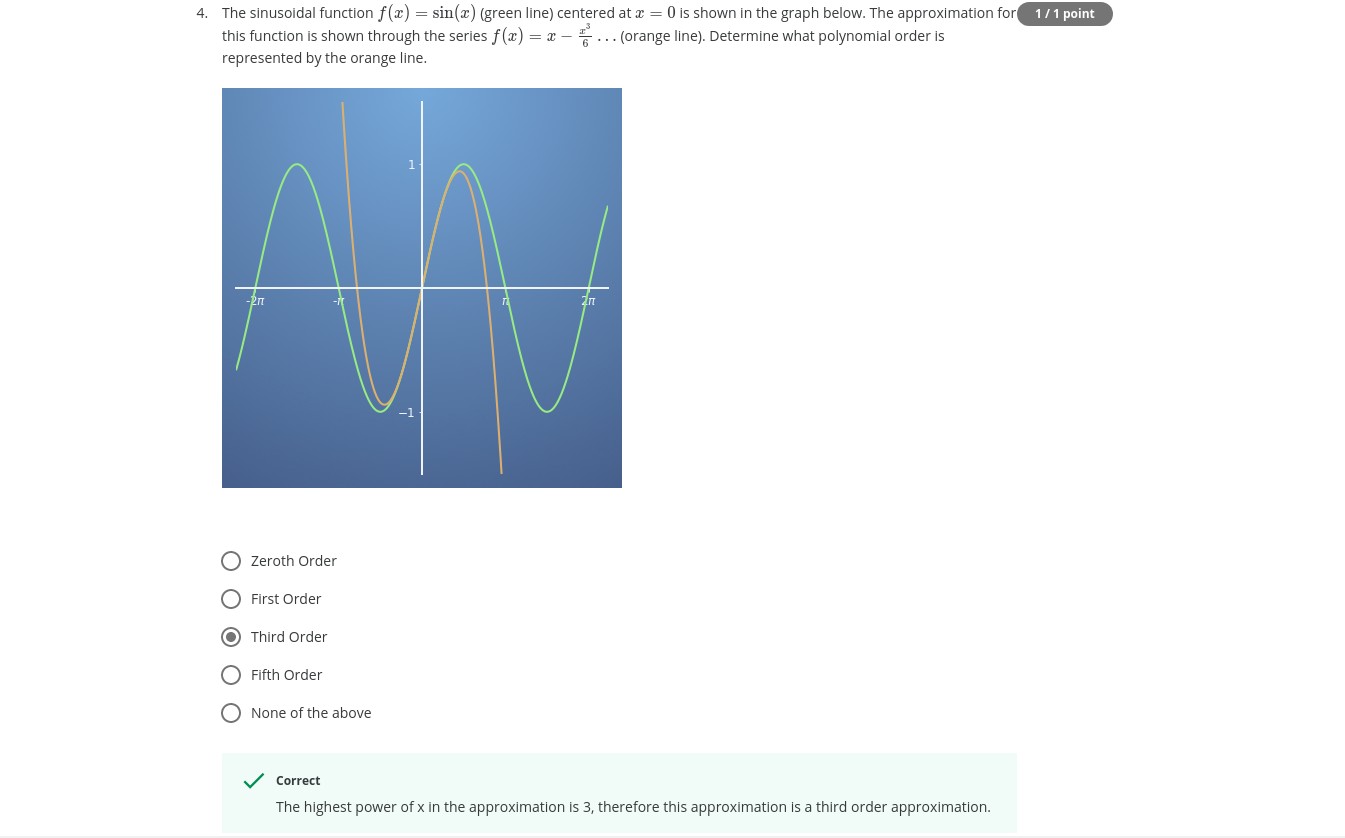 4. The sinusoidal function f(x) = sin(x) (green line) centered at x = 0 is shown in the graph below. The approximation for 1 / 1 point
this function is shown through the series f(x) = x − x³/6 ... (orange line). Determine what polynomial order is
represented by the orange line.
1
-2π -π π 2π
−1
Zeroth Order
First Order
Third Order
Fifth Order
None of the above
Correct
The highest power of x in the approximation is 3, therefore this approximation is a third order approximation.